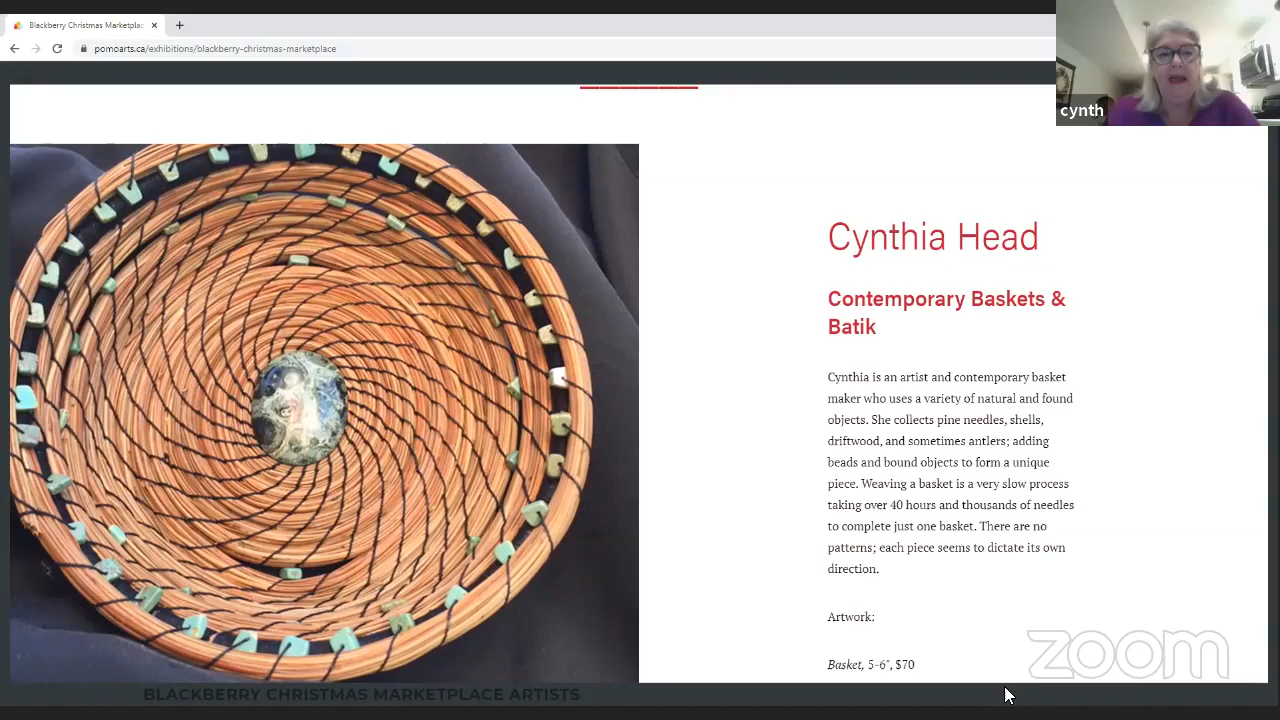 Blackberry Christmas Marketplac
pomoarts.ca/exhibitions/blackberry-christmas-marketplace
cynth
Cynthia Head
Contemporary Baskets &
Batik
Cynthia is an artist and contemporary basket
maker who uses a variety of natural and found
objects. She collects pine needles, shells,
driftwood, and sometimes antlers; adding
beads and bound objects to form a unique
piece. Weaving a basket is a very slow process
taking over 40 hours and thousands of needles
to complete just one basket. There are no
patterns; each piece seems to dictate its own
direction.
Artwork:
Basket, 5-6", $70
zoom
BLACKBERRY CHRISTMAS MARKETPLACE ARTISTS